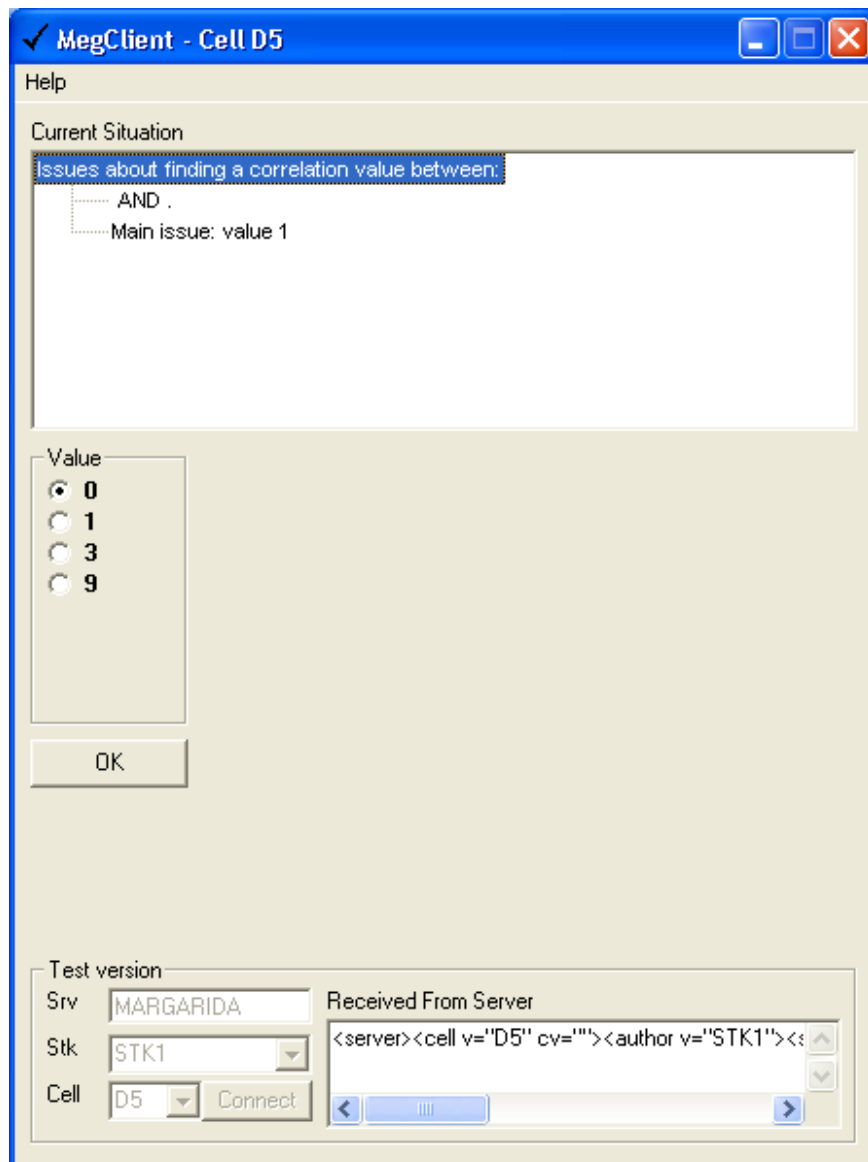 MegClient - Cell D5
Help
Current Situation
Issues about finding a correlation value between:
AND .
Main issue: value 1
Value
0
1
3
9
OK
Test version
Srv MARGARIDA
Received From Server
Stk STK1
Cell D5 Connect
<server><cell v="D5" cv=""><author v="STK1"><s